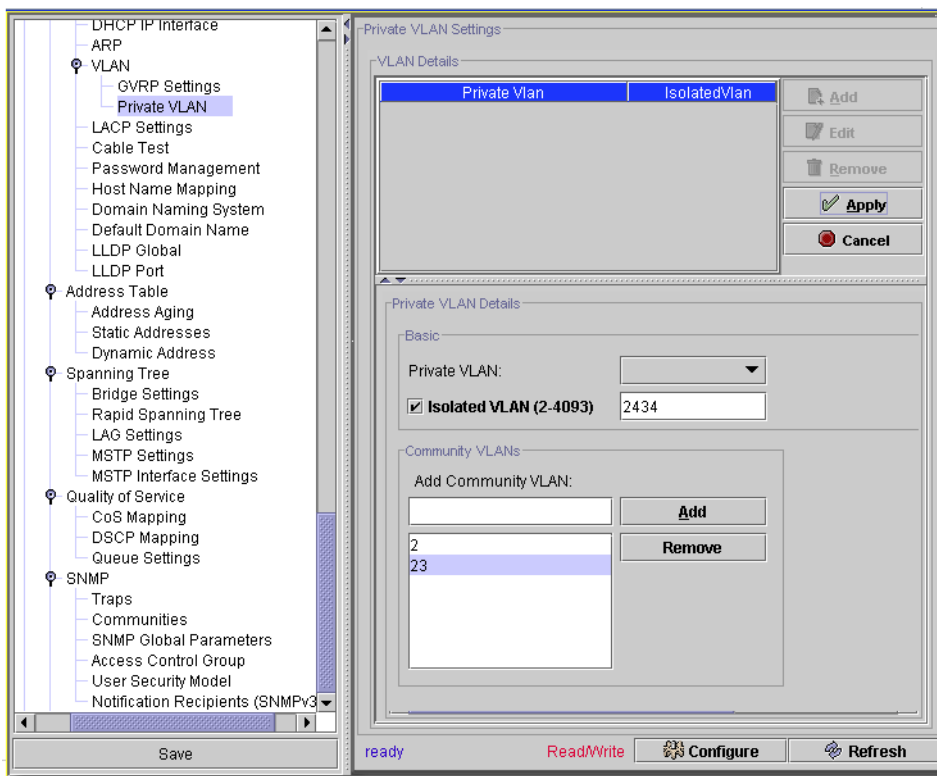 DHCP IP Interface
ARP
VLAN
GVRP Settings
Private VLAN
LACP Settings
Cable Test
Password Management
Host Name Mapping
Domain Naming System
Default Domain Name
LLDP Global
LLDP Port
Address Table
Address Aging
Static Addresses
Dynamic Address
Spanning Tree
Bridge Settings
Rapid Spanning Tree
LAG Settings
MSTP Settings
MSTP Interface Settings
Quality of Service
CoS Mapping
DSCP Mapping
Queue Settings
SNMP
Traps
Communities
SNMP Global Parameters
Access Control Group
User Security Model
Notification Recipients (SNMPv3
Save
Private VLAN Settings
VLAN Details
Private Vlan IsolatedVlan
Add
Edit
Remove
Apply
Cancel
Private VLAN Details
Basic
Private VLAN:
Isolated VLAN (2-4093) 2434
Community VLANs
Add Community VLAN:
Add
2
23
Remove
ready Read/Write Configure Refresh